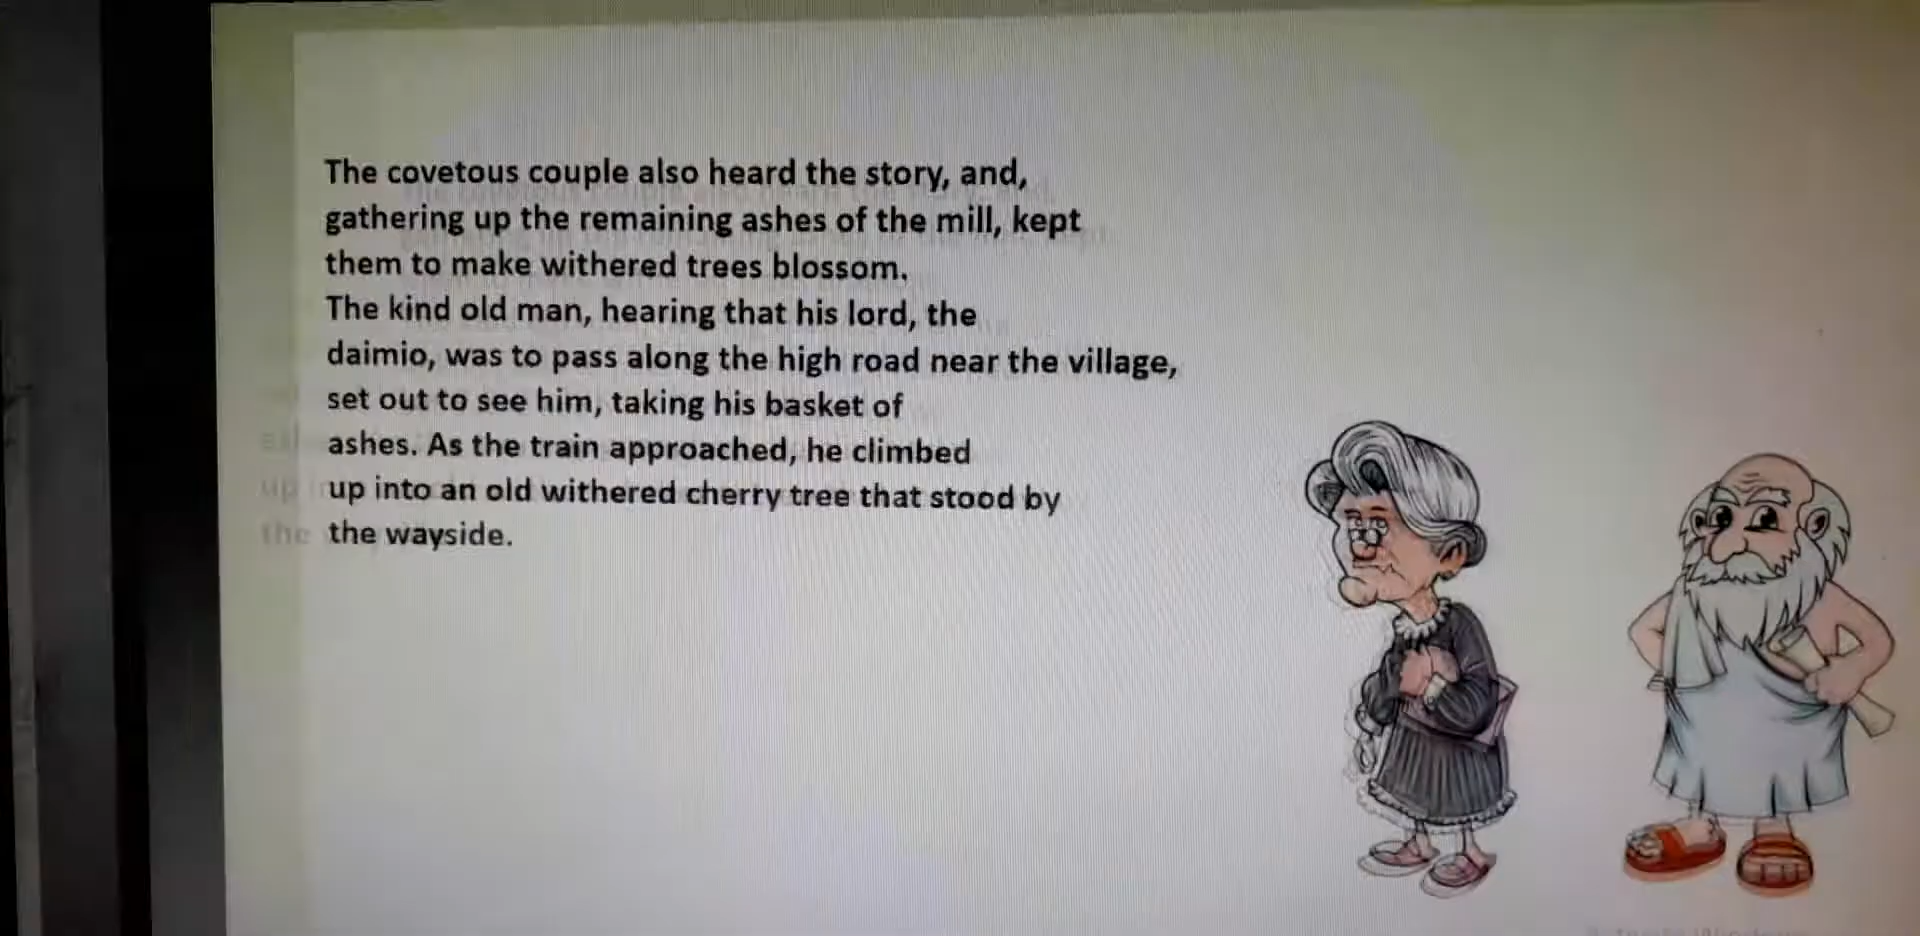 The covetous couple also heard the story, and,
gathering up the remaining ashes of the mill, kept
them to make withered trees blossom.
The kind old man, hearing that his lord, the
daimio, was to pass along the high road near the village,
set out to see him, taking his basket of
ashes. As the train approached, he climbed
up into an old withered cherry tree that stood by
the wayside.